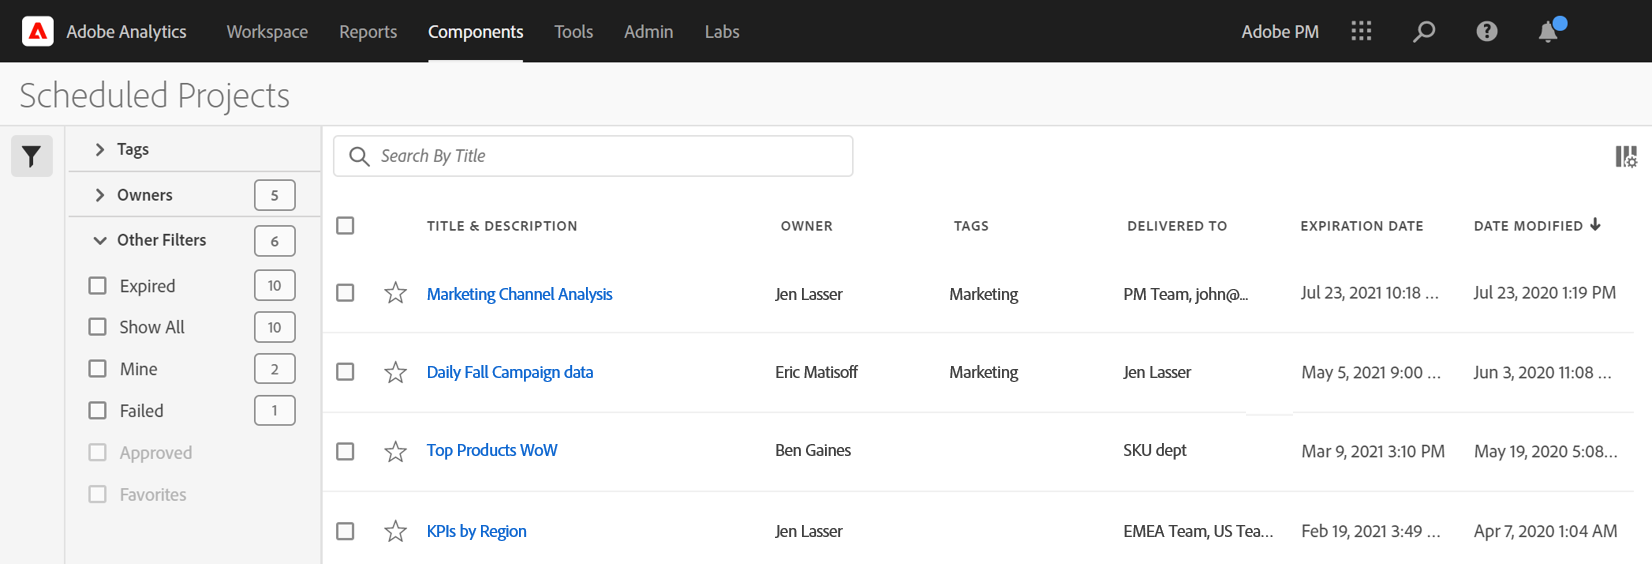 Adobe Analytics Workspace Reports Components Tools Admin Labs Adobe PM
Scheduled Projects
Tags
Owners 5
Other Filters 6
Expired 10
Show All 10
Mine 2
Failed 1
Approved
Favorites
Search By Title
TITLE & DESCRIPTION OWNER TAGS DELIVERED TO EXPIRATION DATE DATE MODIFIED
Marketing Channel Analysis Jen Lasser Marketing PM Team, john@... Jul 23, 2021 10:18 ... Jul 23, 2020 1:19 PM
Daily Fall Campaign data Eric Matisoff Marketing Jen Lasser May 5, 2021 9:00 ... Jun 3, 2020 11:08 ...
Top Products WoW Ben Gaines SKU dept Mar 9, 2021 3:10 PM May 19, 2020 5:08...
KPIs by Region Jen Lasser EMEA Team, US Tea... Feb 19, 2021 3:49 ... Apr 7, 2020 1:04 AM